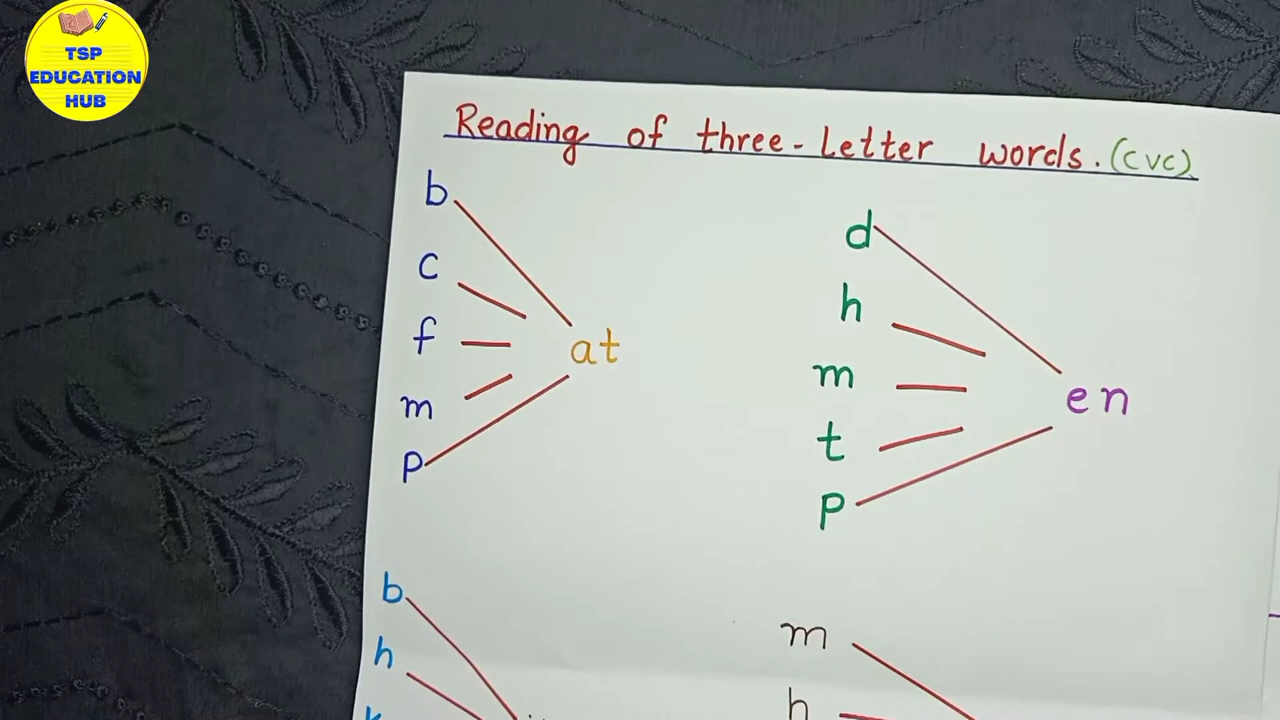 TSP
EDUCATION
HUB
Reading of three-letter words. (cvc)
b
c
f
m
p
at
d
h
m
t
p
en
b
h
m
h